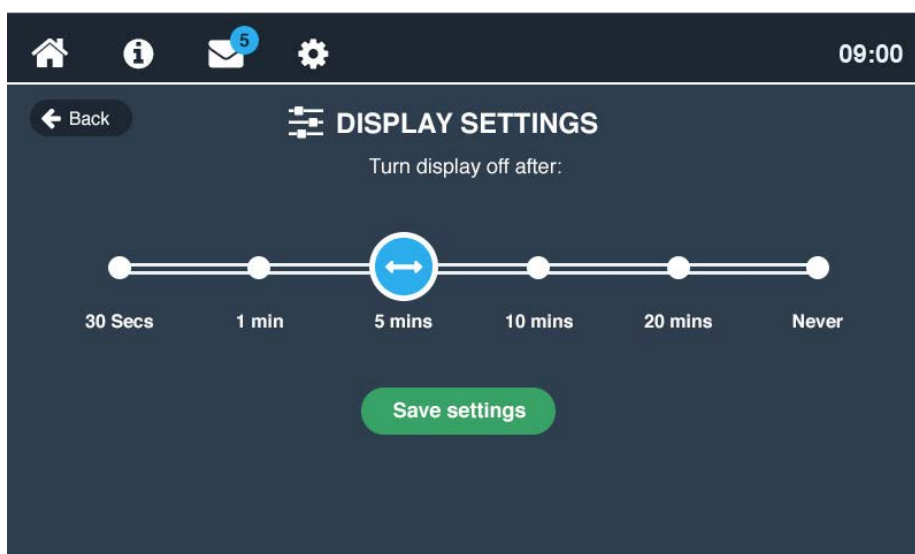 5
09:00
Back
DISPLAY SETTINGS
Turn display off after:
30 Secs 1 min 5 mins 10 mins 20 mins Never
Save settings